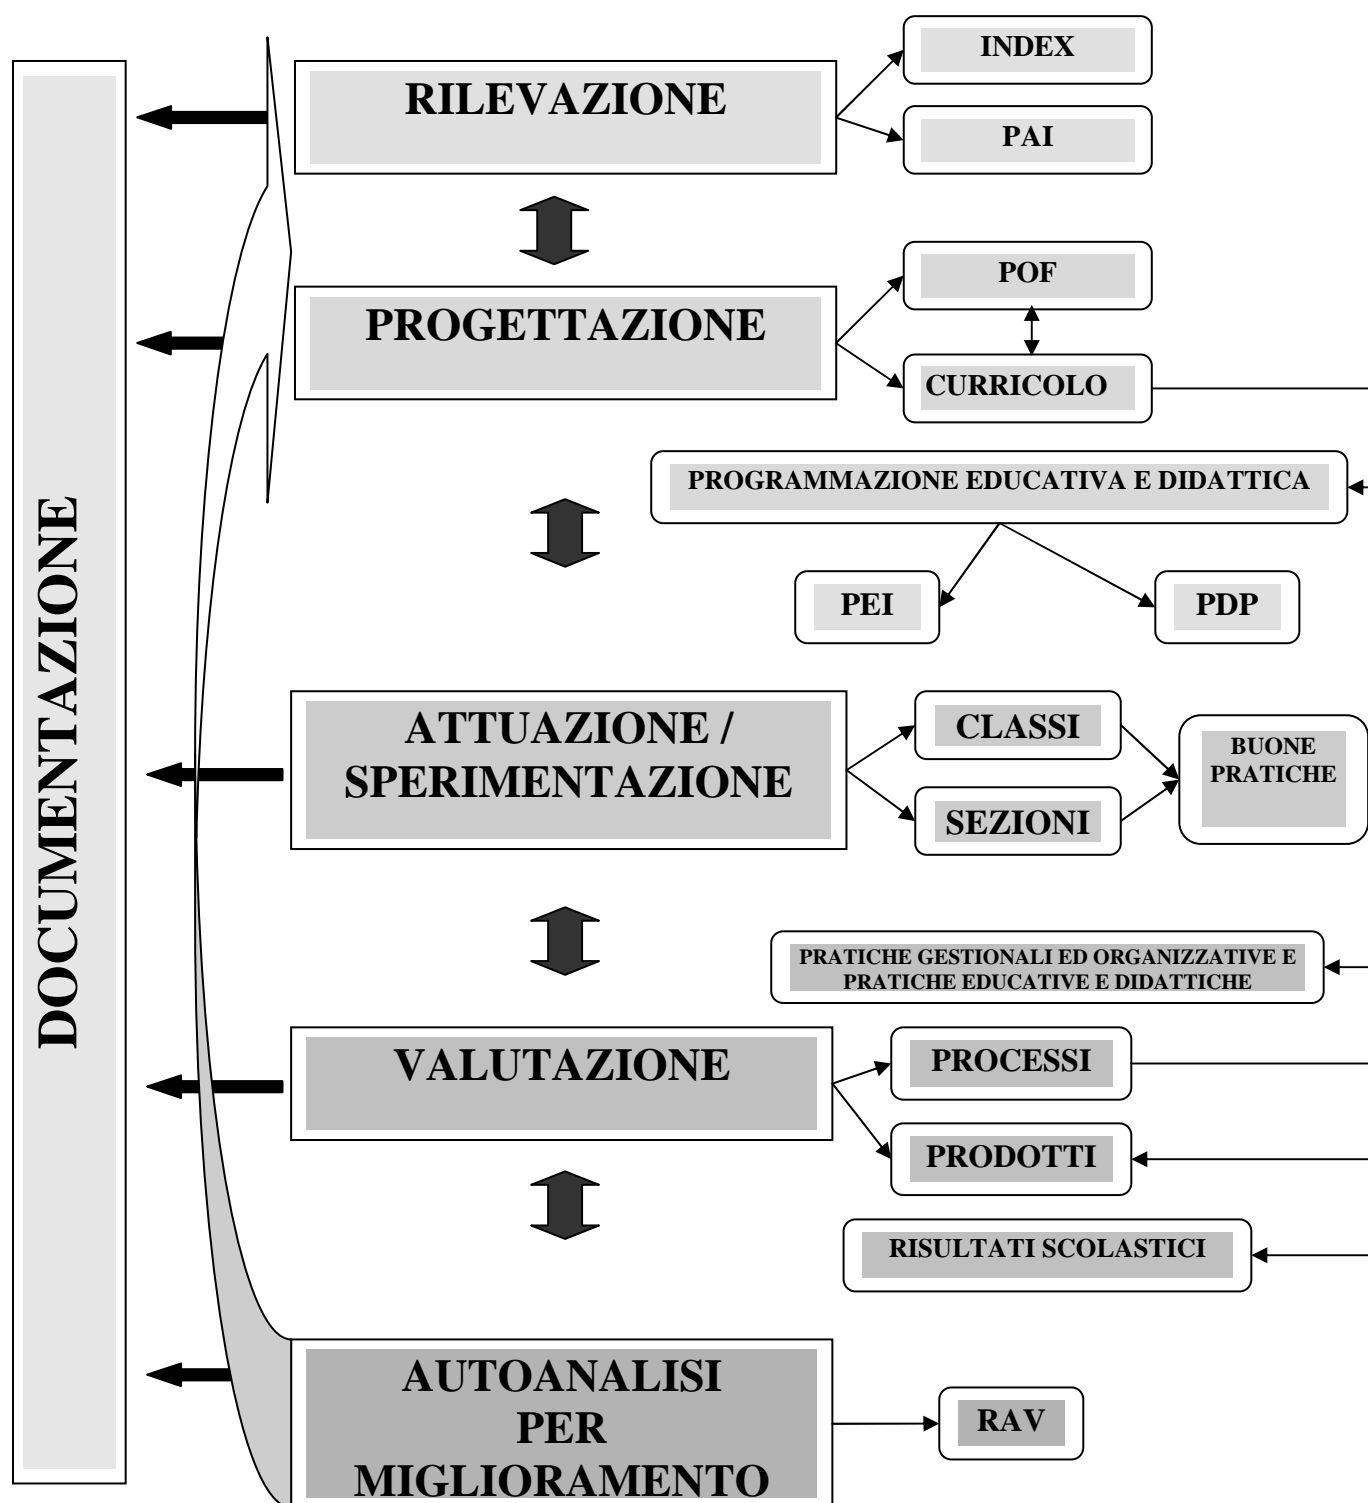 DOCUMENTAZIONE
RILEVAZIONE
INDEX
PAI
PROGETTAZIONE
POF
CURRICOLO
PROGRAMMAZIONE EDUCATIVA E DIDATTICA
PEI
PDP
ATTUAZIONE /
SPERIMENTAZIONE
CLASSI
SEZIONI
BUONE
PRATICHE
PRATICHE GESTIONALI ED ORGANIZZATIVE E
PRATICHE EDUCATIVE E DIDATTICHE
VALUTAZIONE
PROCESSI
PRODOTTI
RISULTATI SCOLASTICI
AUTOANALISI
PER
MIGLIORAMENTO
RAV